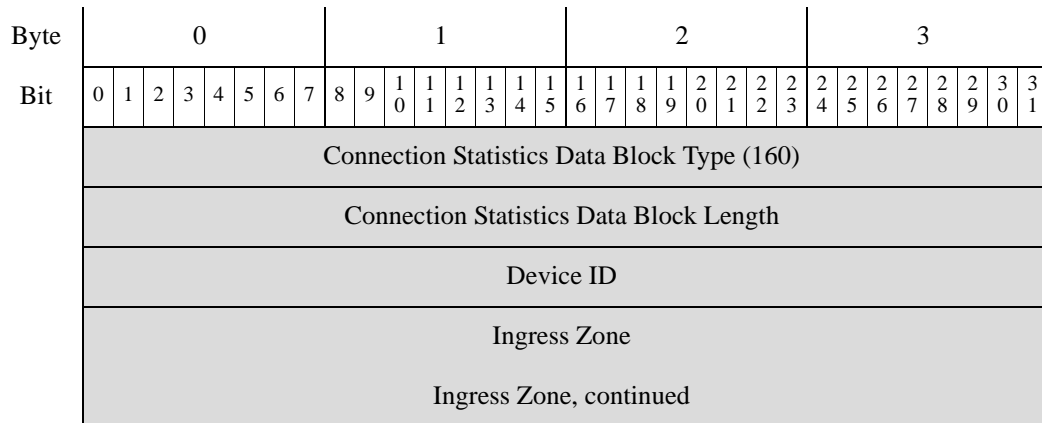 Byte 0 1 2 3
Bit 0 1 2 3 4 5 6 7 8 9 10 11 12 13 14 15 16 17 18 19 20 21 22 23 24 25 26 27 28 29 30 31
Connection Statistics Data Block Type (160)
Connection Statistics Data Block Length
Device ID
Ingress Zone
Ingress Zone, continued